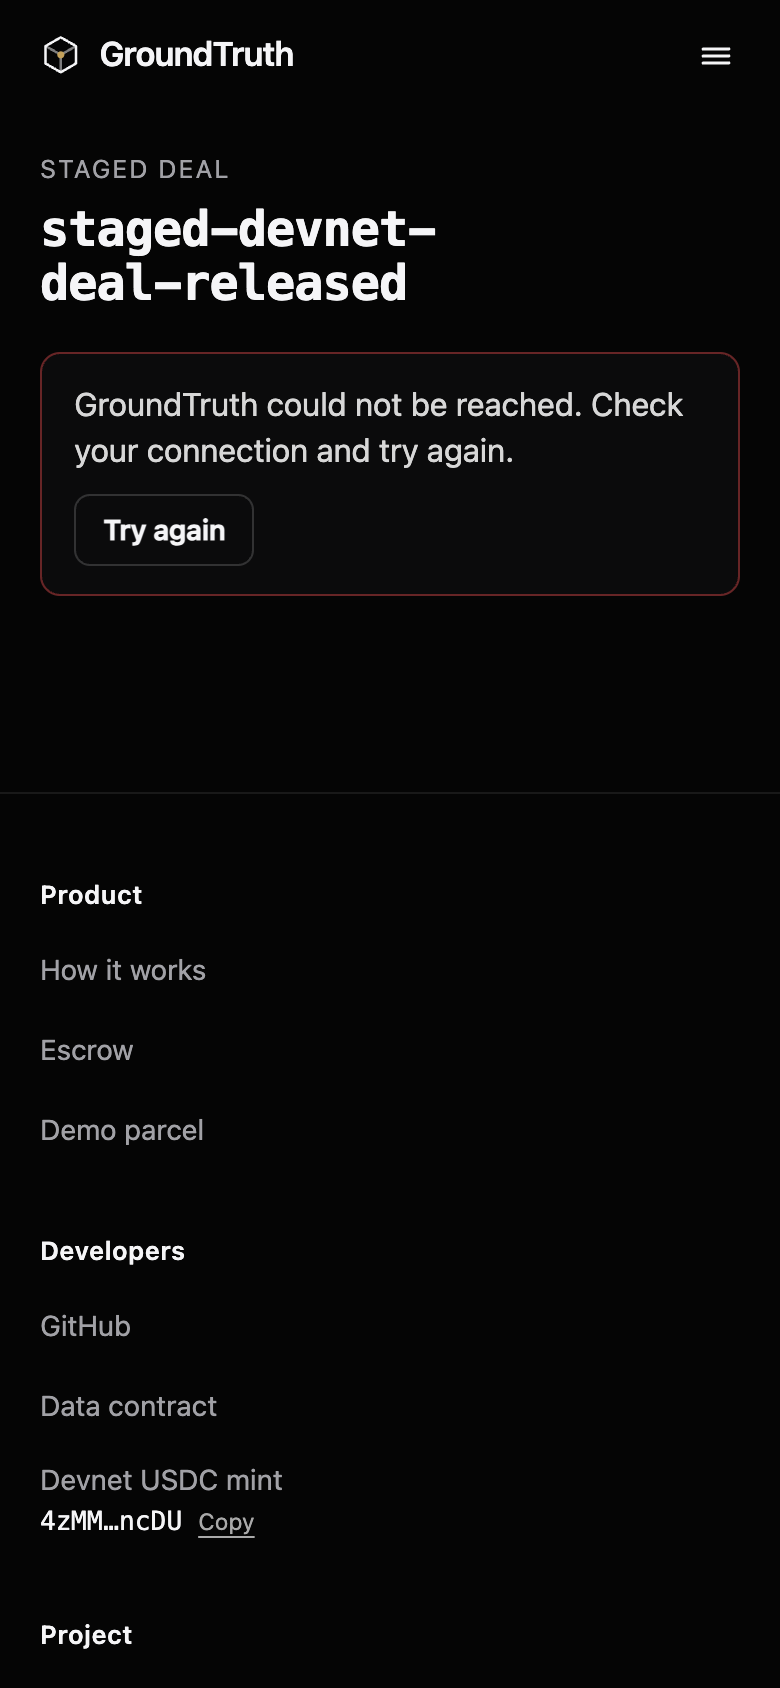 GroundTruth
STAGED DEAL
staged-devnet-
deal-released
GroundTruth could not be reached. Check
your connection and try again.
Try again
Product
How it works
Escrow
Demo parcel
Developers
GitHub
Data contract
Devnet USDC mint
4zMM…ncDU Copy
Project